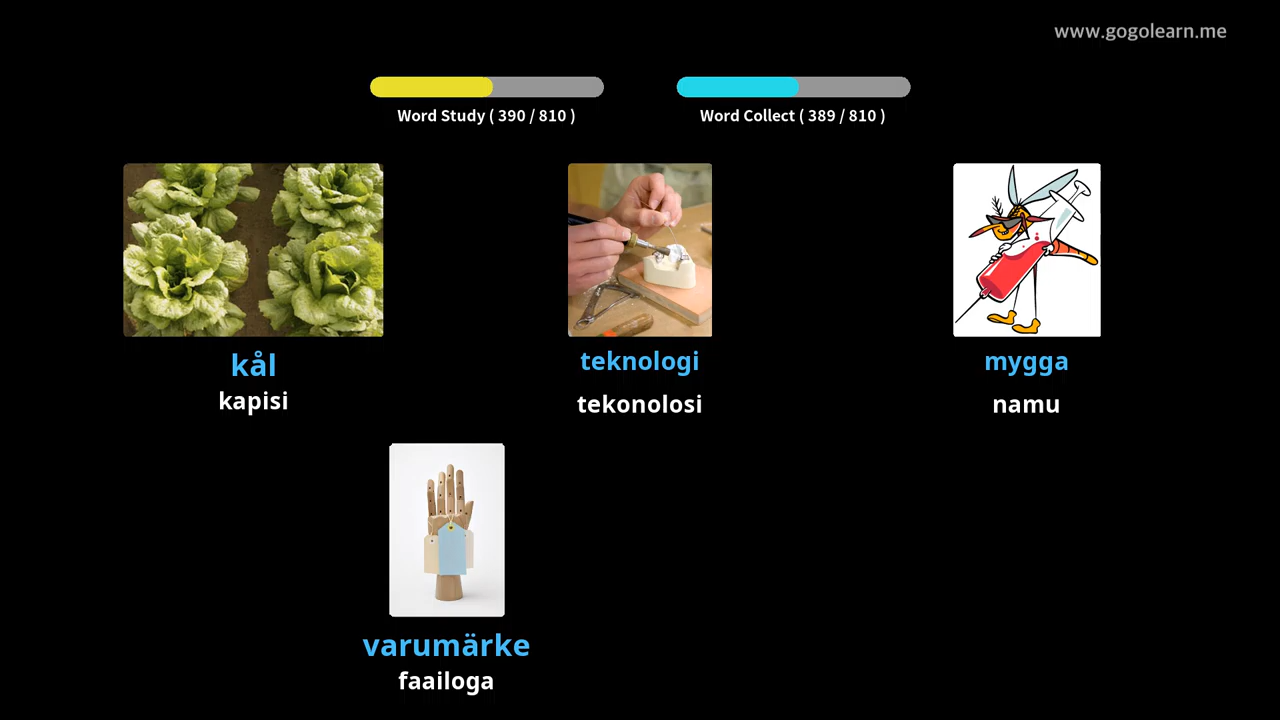 www.gogolearn.me
Word Study ( 390 / 810 )
Word Collect ( 389 / 810 )
kål
kapisi
teknologi
tekonolosi
mygga
namu
varumärke
faailoga